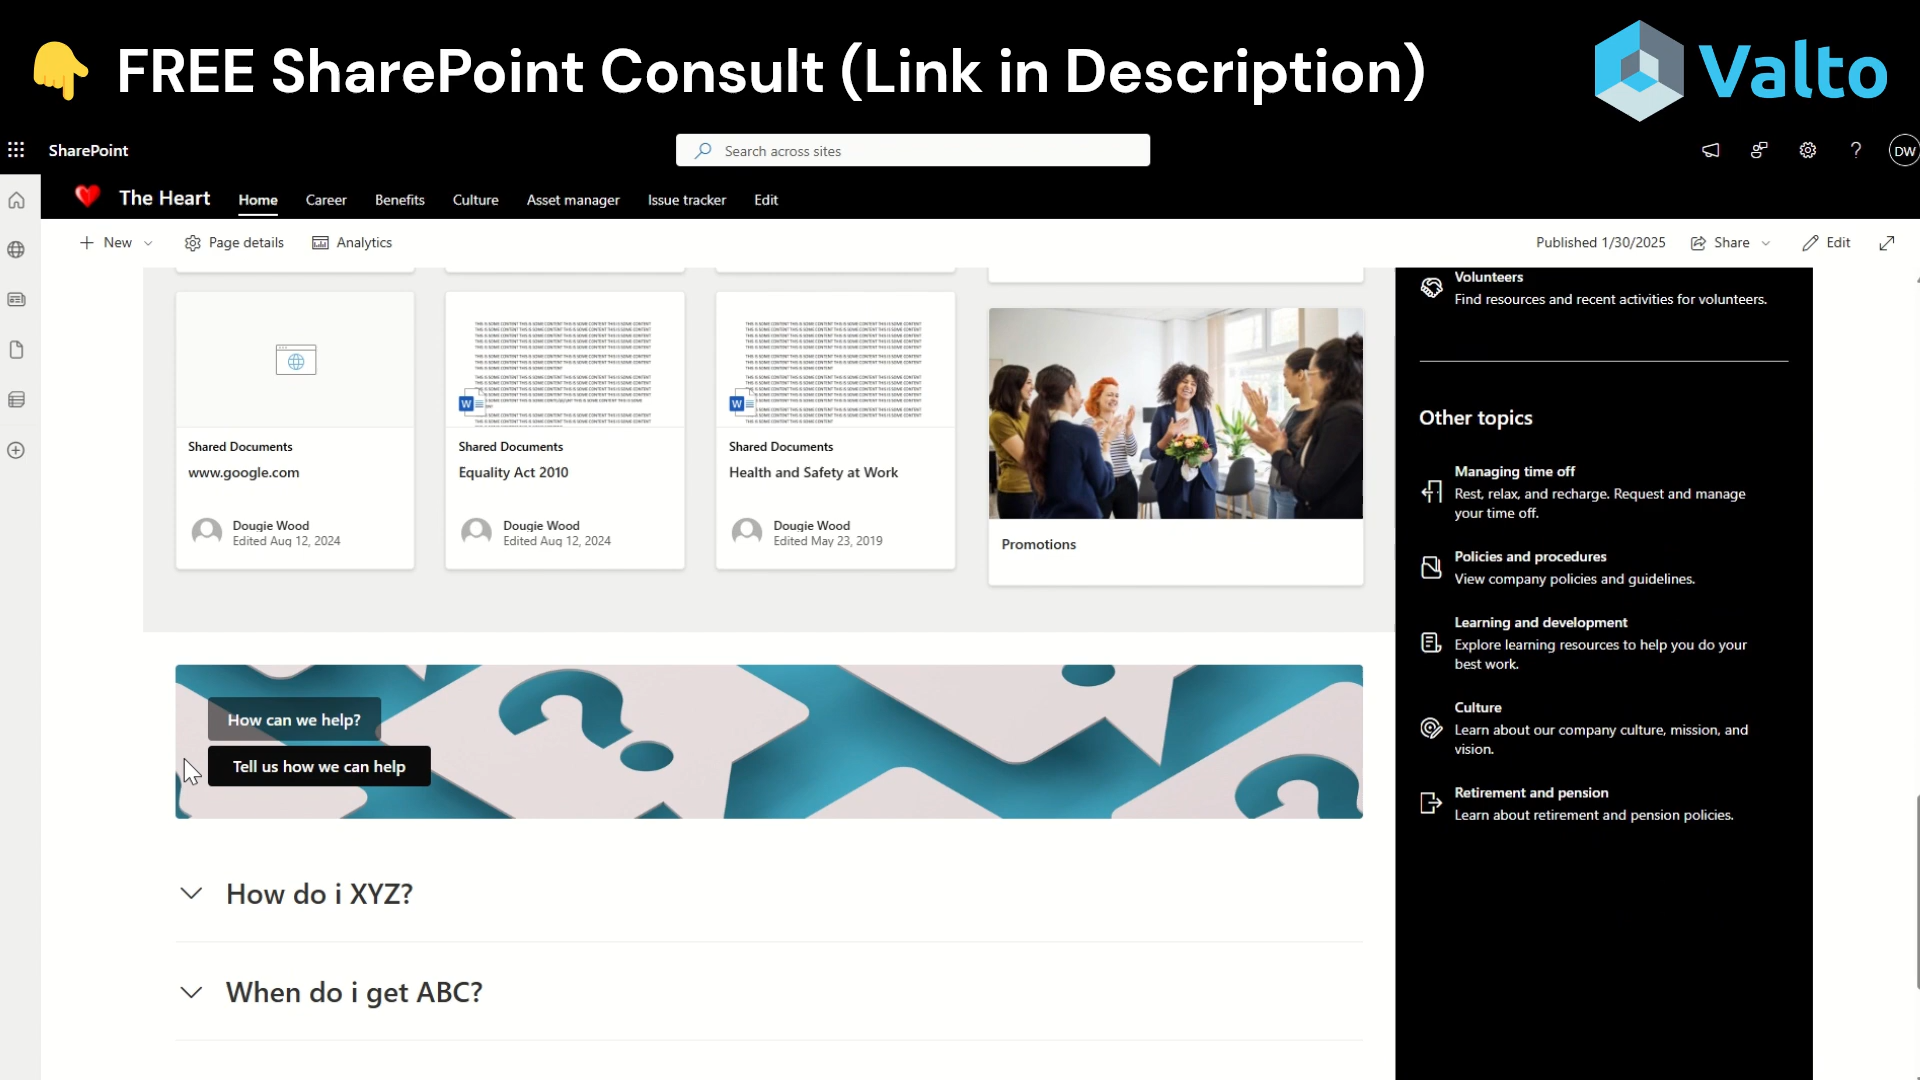 FREE SharePoint Consult (Link in Description)
Valto
SharePoint
Search across sites
DW
The Heart
Home
Career
Benefits
Culture
Asset manager
Issue tracker
Edit
New
Page details
Analytics
Published 1/30/2025
Share
Edit
Shared Documents
www.google.com
Dougie Wood
Edited Aug 12, 2024
Shared Documents
Equality Act 2010
Dougie Wood
Edited Aug 12, 2024
Shared Documents
Health and Safety at Work
Dougie Wood
Edited May 23, 2019
Promotions
How can we help?
Tell us how we can help
How do i XYZ?
When do i get ABC?
Volunteers
Find resources and recent activities for volunteers.
Other topics
Managing time off
Rest, relax, and recharge. Request and manage
your time off.
Policies and procedures
View company policies and guidelines.
Learning and development
Explore learning resources to help you do your
best work.
Culture
Learn about our company culture, mission, and
vision.
Retirement and pension
Learn about retirement and pension policies.